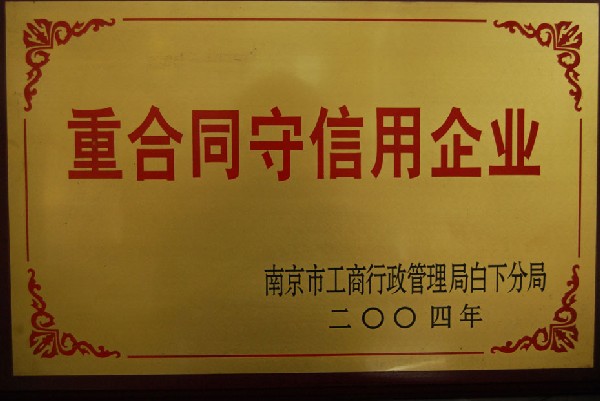 重合同守信用企业
南京市工商行政管理局白下分局
二〇〇四年